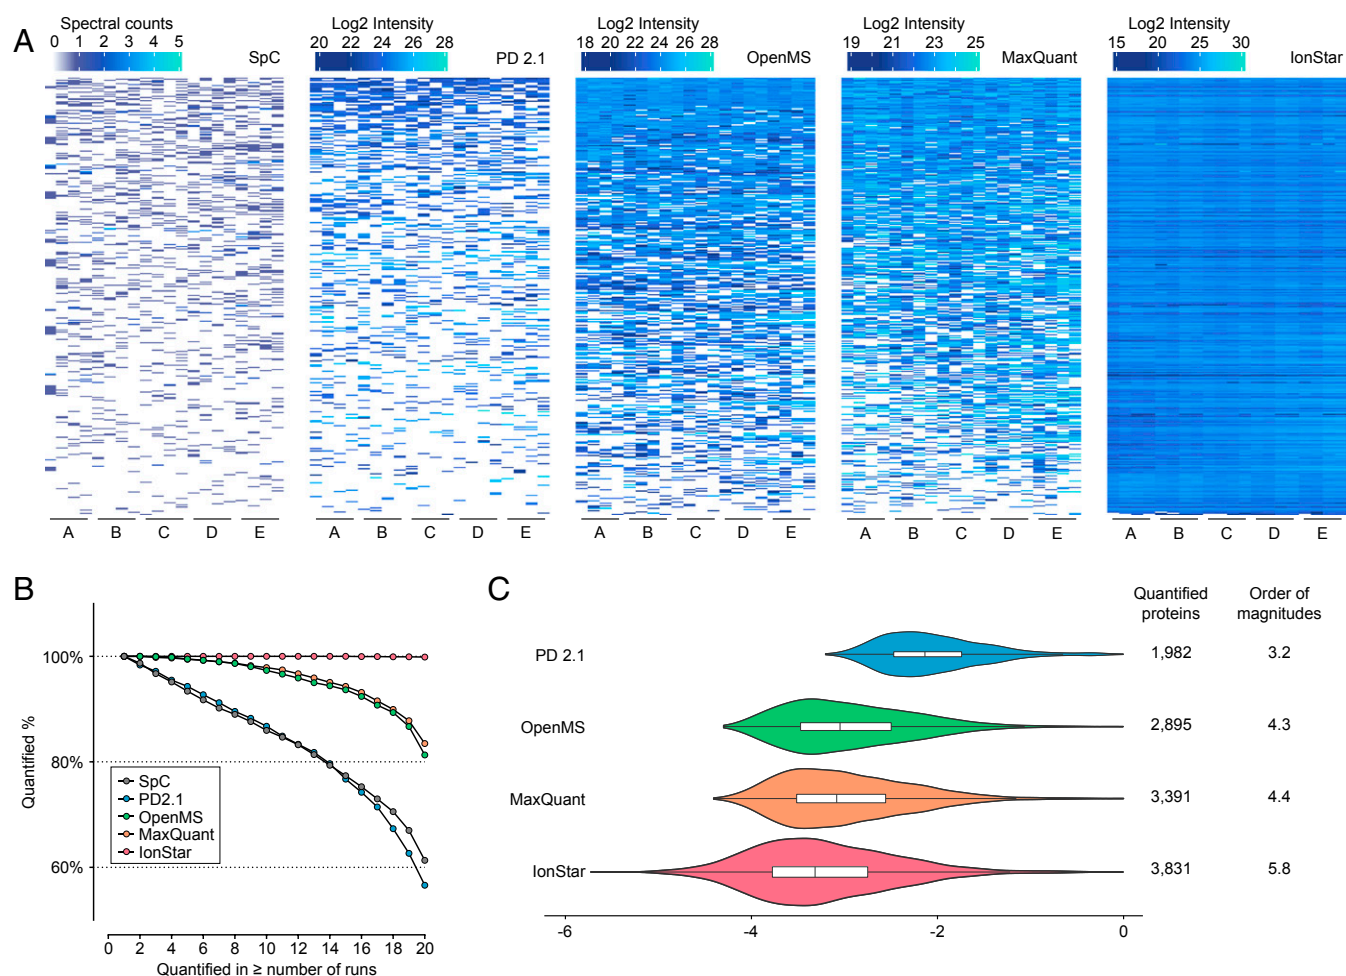 A
Spectral counts
0 1 2 3 4 5
SpC
Log2 Intensity
20 22 24 26 28
PD 2.1
Log2 Intensity
18 20 22 24 26 28
OpenMS
Log2 Intensity
19 21 23 25
MaxQuant
Log2 Intensity
15 20 25 30
IonStar
A B C D E
A B C D E
A B C D E
A B C D E
A B C D E
B
Quantified %
100%
80%
60%
SpC
PD2.1
OpenMS
MaxQuant
IonStar
0 2 4 6 8 10 12 14 16 18 20
Quantified in ≥ number of runs
C
Quantified proteins
Order of magnitudes
PD 2.1 1,982 3.2
OpenMS 2,895 4.3
MaxQuant 3,391 4.4
IonStar 3,831 5.8
-6 -4 -2 0